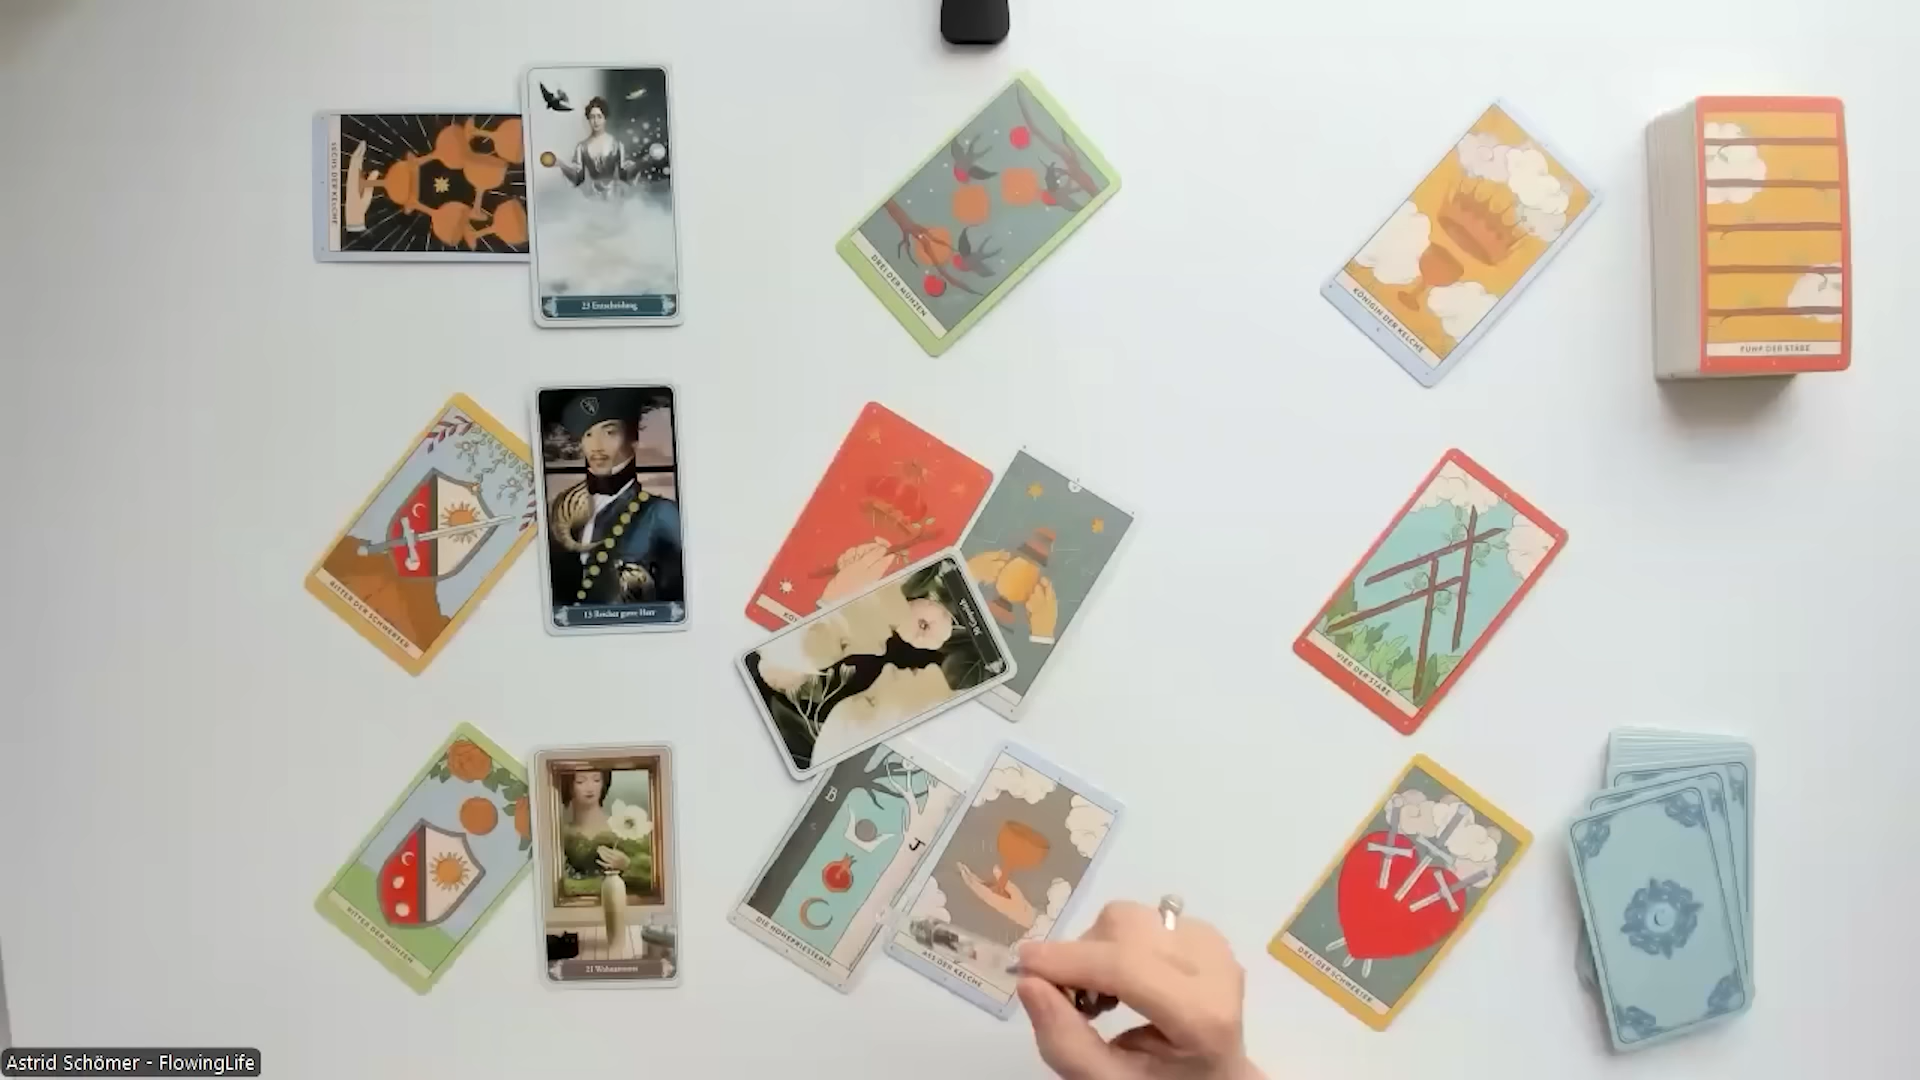 SECHS DER KELCHE
23 Entscheidung
DREI DER MÜNZEN
KÖNIGIN DER KELCHE
FÜNF DER STÄBE
RITTER DER SCHWERTER
13 Reicher guter Herr
VIER DER STÄBE
RITTER DER MÜNZEN
21 Wohnzimmer
B
J
DIE HOHEPRIESTERIN
ASS DER KELCHE
DREI DER SCHWERTER
Astrid Schömer - FlowingLife